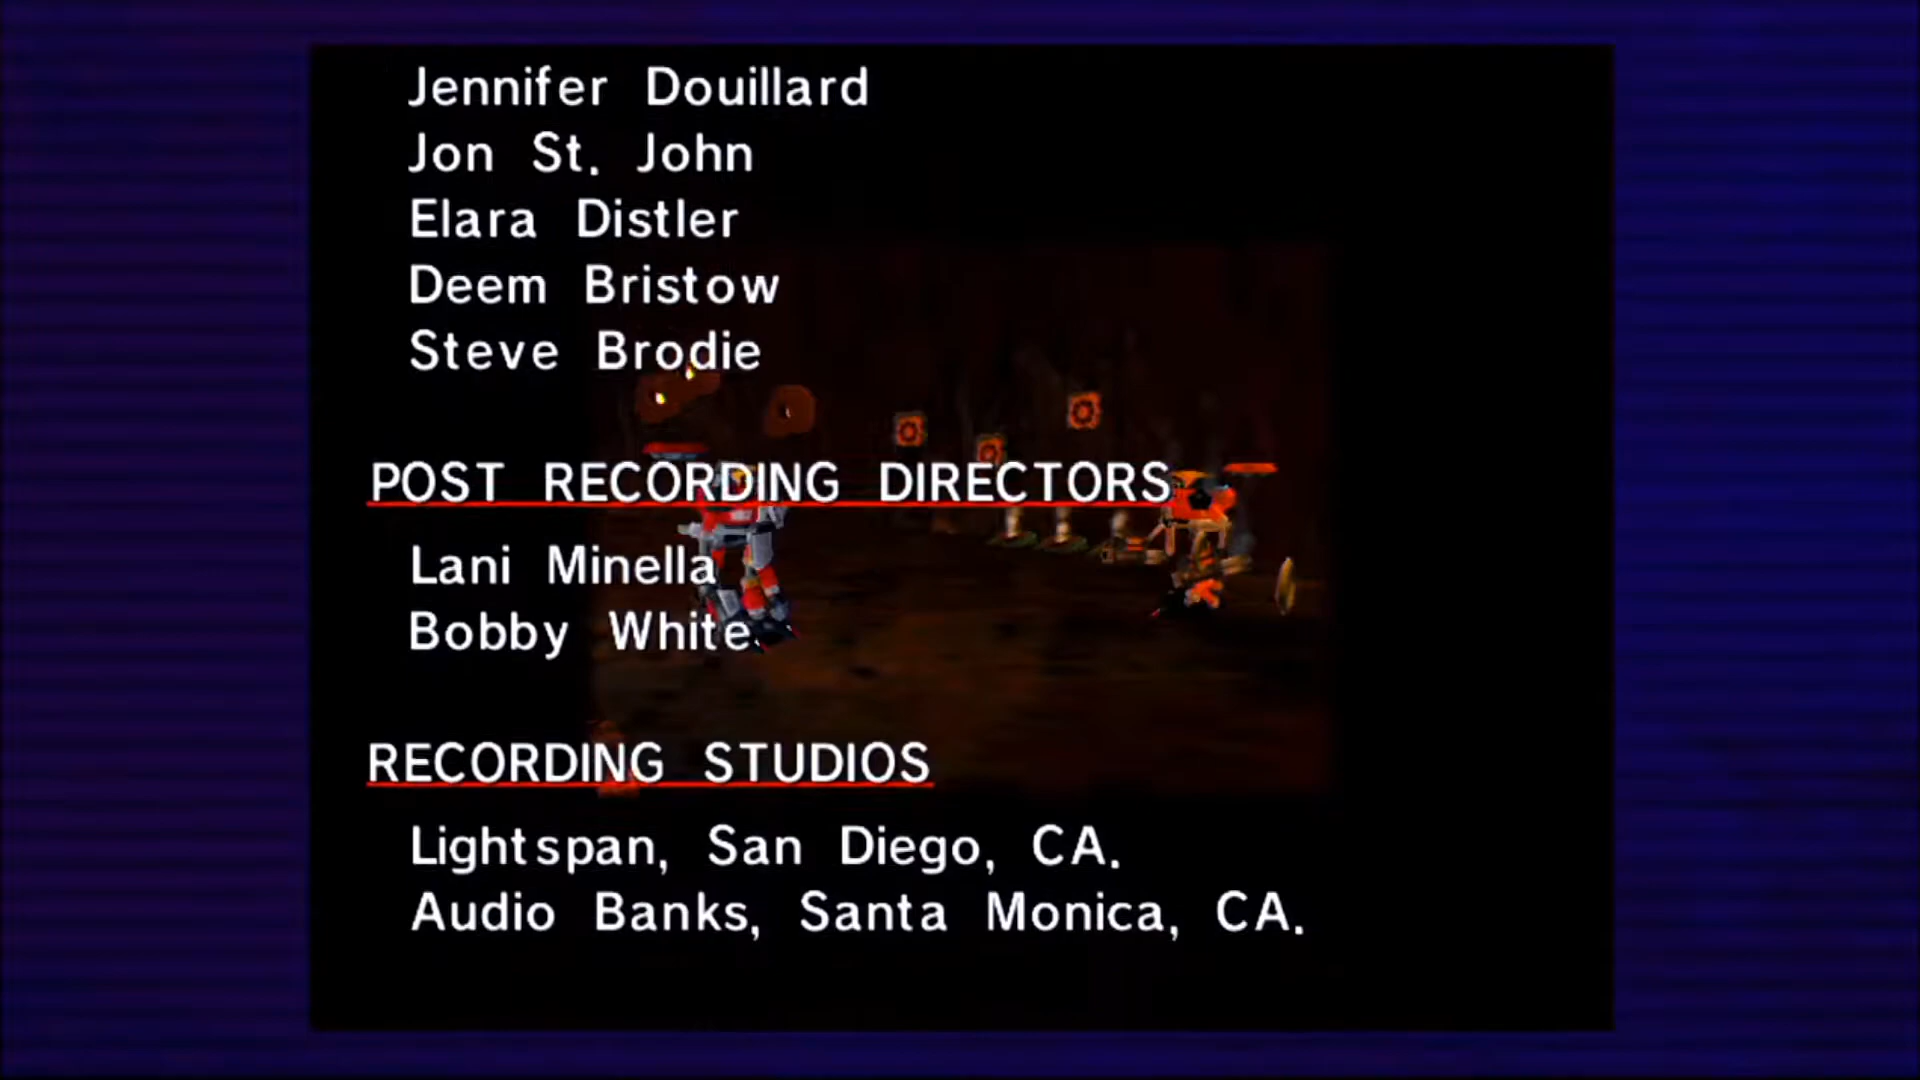 Jennifer Douillard
Jon St. John
Elara Distler
Deem Bristow
Steve Brodie
POST RECORDING DIRECTORS
Lani Minella
Bobby White
RECORDING STUDIOS
Lightspan, San Diego, CA.
Audio Banks, Santa Monica, CA.